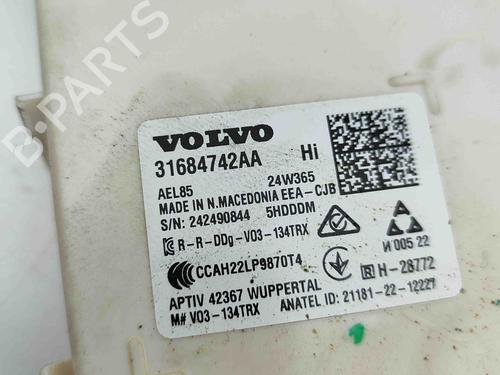 B-PARTS
VOLVO
31684742AA Hi
AEL85 24W365
MADE IN N.MACEDONIA EEA-CJB
S/N: 242490844 5HDDDM
R-R-DDg-V03-134TRX
И 005 22
CCAH22LP9870T4
R H-28772
APTIV 42367 WUPPERTAL
ANATEL ID: 21181-22-12227
M# V03-134TRX